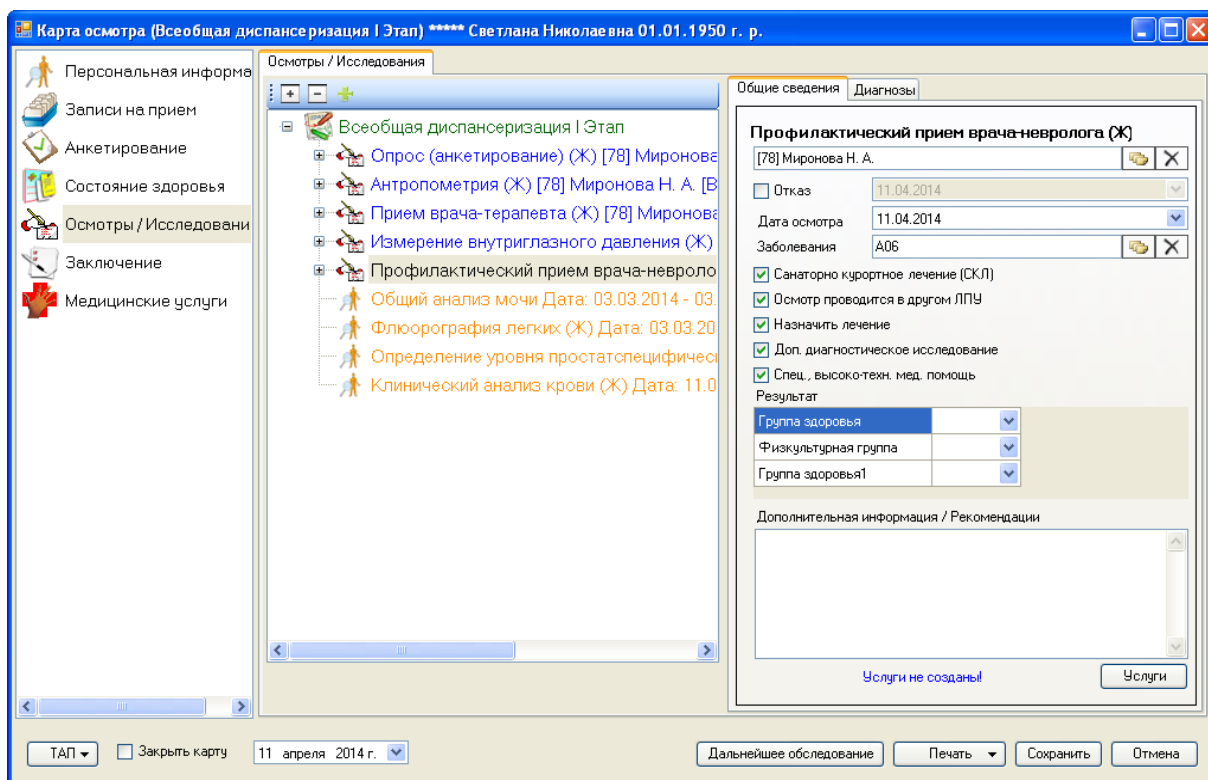 Карта осмотра (Всеобщая диспансеризация I Этап) ***** Светлана Николаевна 01.01.1950 г. р.
Персональная информа
Записи на прием
Анкетирование
Состояние здоровья
Осмотры / Исследовани
Заключение
Медицинские услуги
Осмотры / Исследования
Всеобщая диспансеризация I Этап
Опрос (анкетирование) (Ж) [78] Миронова
Антропометрия (Ж) [78] Миронова Н. А. [В
Прием врача-терапевта (Ж) [78] Миронова
Измерение внутриглазного давления (Ж)
Профилактический прием врача-невроло
Общий анализ мочи Дата: 03.03.2014 - 03.
Флюорография легких (Ж) Дата: 03.03.20
Определение уровня простатспецифичес
Клинический анализ крови (Ж) Дата: 11.0
Общие сведения
Диагнозы
Профилактический прием врача-невролога (Ж)
[78] Миронова Н. А.
Отказ
11.04.2014
Дата осмотра
11.04.2014
Заболевания
A06
Санаторно курортное лечение (СКЛ)
Осмотр проводится в другом ЛПУ
Назначить лечение
Доп. диагностическое исследование
Спец., высоко-техн. мед. помощь
Результат
Группа здоровья
Физкультурная группа
Группа здоровья1
Дополнительная информация / Рекомендации
Услуги не созданы!
Услуги
ТАП
Закрыть карту
11 апреля 2014 г.
Дальнейшее обследование
Печать
Сохранить
Отмена